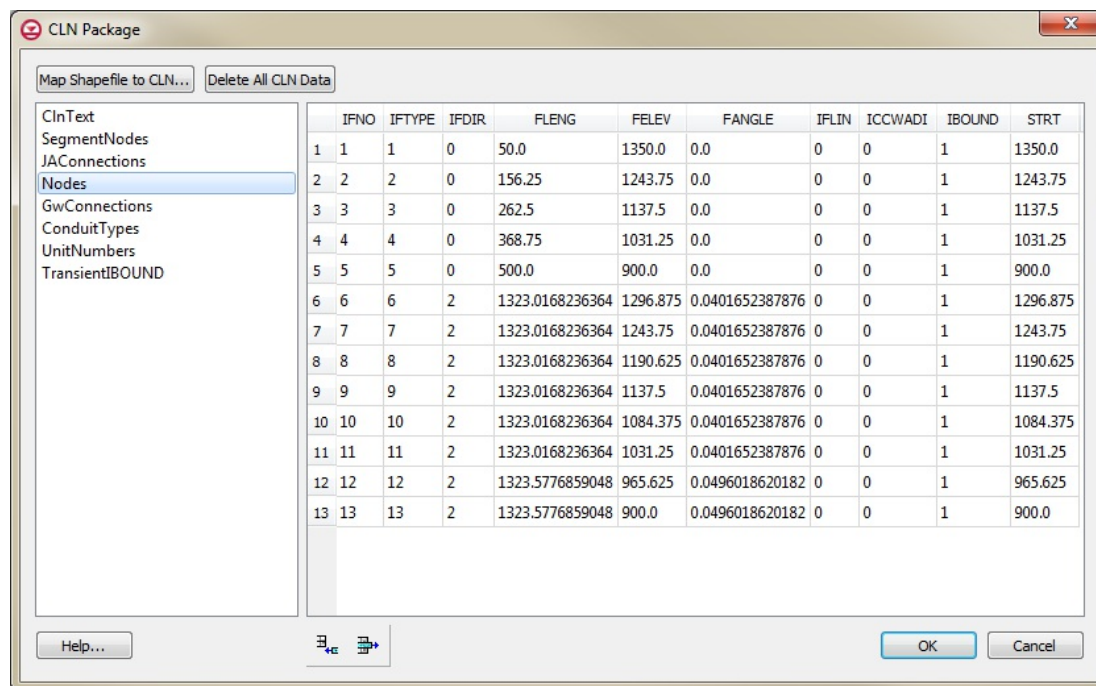 CLN Package
Map Shapefile to CLN... Delete All CLN Data
ClnText
SegmentNodes
JAConnections
Nodes
GwConnections
ConduitTypes
UnitNumbers
TransientIBOUND
IFNO IFTYPE IFDIR FLENG FELEV FANGLE IFLIN ICCWADI IBOUND STRT
1 1 1 0 50.0 1350.0 0.0 0 0 1 1350.0
2 2 2 0 156.25 1243.75 0.0 0 0 1 1243.75
3 3 3 0 262.5 1137.5 0.0 0 0 1 1137.5
4 4 4 0 368.75 1031.25 0.0 0 0 1 1031.25
5 5 5 0 500.0 900.0 0.0 0 0 1 900.0
6 6 6 2 1323.0168236364 1296.875 0.0401652387876 0 0 1 1296.875
7 7 7 2 1323.0168236364 1243.75 0.0401652387876 0 0 1 1243.75
8 8 8 2 1323.0168236364 1190.625 0.0401652387876 0 0 1 1190.625
9 9 9 2 1323.0168236364 1137.5 0.0401652387876 0 0 1 1137.5
10 10 10 2 1323.0168236364 1084.375 0.0401652387876 0 0 1 1084.375
11 11 11 2 1323.0168236364 1031.25 0.0401652387876 0 0 1 1031.25
12 12 12 2 1323.5776859048 965.625 0.0496018620182 0 0 1 965.625
13 13 13 2 1323.5776859048 900.0 0.0496018620182 0 0 1 900.0
Help... OK Cancel